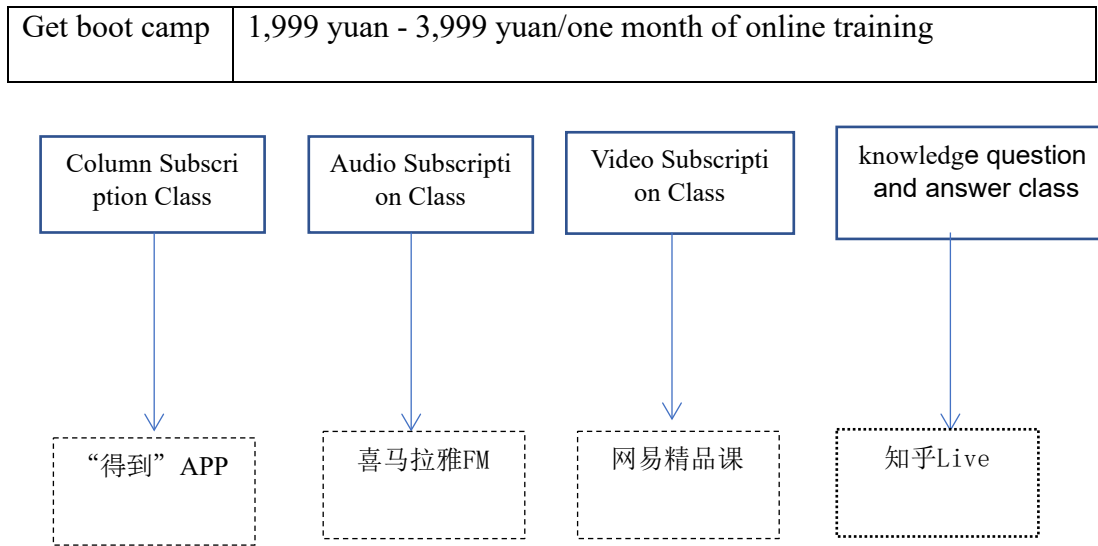 Get boot camp
1,999 yuan - 3,999 yuan/one month of online training
Column Subscri
ption Class
Audio Subscripti
on Class
Video Subscripti
on Class
knowledge question
and answer class
“得到”APP
喜马拉雅FM
网易精品课
知乎Live